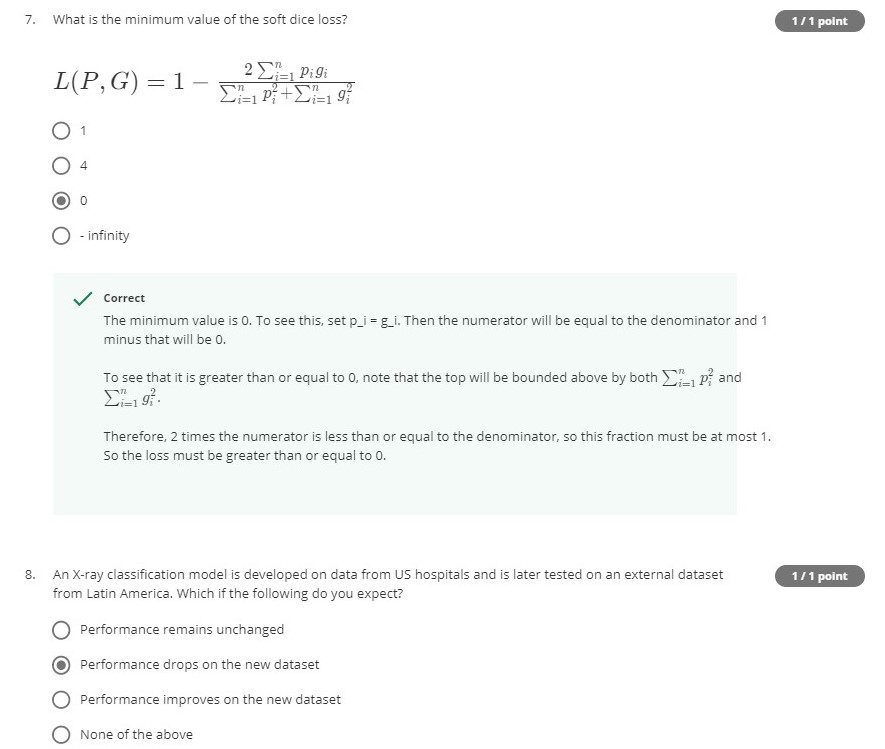 7. What is the minimum value of the soft dice loss?
1 / 1 point
L(P, G) = 1 − \frac{2 \sum_{i=1}^{n} p_i g_i}{\sum_{i=1}^{n} p_i^2 + \sum_{i=1}^{n} g_i^2}
1
4
0
- infinity
Correct
The minimum value is 0. To see this, set p_i = g_i. Then the numerator will be equal to the denominator and 1
minus that will be 0.
To see that it is greater than or equal to 0, note that the top will be bounded above by both \sum_{i=1}^{n} p_i^2 and
\sum_{i=1}^{n} g_i^2.
Therefore, 2 times the numerator is less than or equal to the denominator, so this fraction must be at most 1.
So the loss must be greater than or equal to 0.
8. An X-ray classification model is developed on data from US hospitals and is later tested on an external dataset
1 / 1 point
from Latin America. Which if the following do you expect?
Performance remains unchanged
Performance drops on the new dataset
Performance improves on the new dataset
None of the above